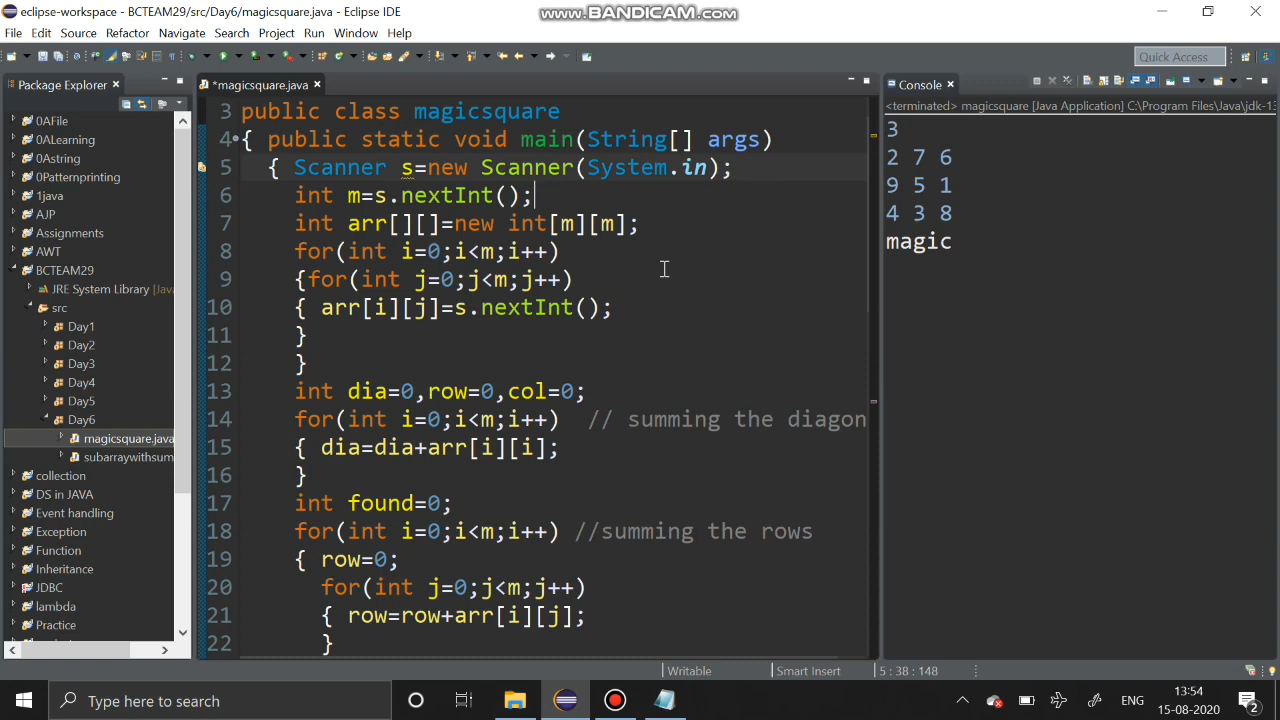 eclipse-workspace - BCTEAM29/src/Day6/magicsquare.java - Eclipse IDE
www.BANDICAM.com
File Edit Source Refactor Navigate Search Project Run Window Help
Quick Access
Package Explorer
0AFile
0ALearning
0Astring
0Patternprinting
1java
AJP
Assignments
AWT
BCTEAM29
JRE System Library [Jav
src
Day1
Day2
Day3
Day4
Day5
Day6
magicsquare.java
subarraywithsum
collection
DS in JAVA
Event handling
Exception
Function
Inheritance
JDBC
lambda
Practice
*magicsquare.java
3 public class magicsquare
4 { public static void main(String[] args)
5 { Scanner s=new Scanner(System.in);
6 int m=s.nextInt();
7 int arr[][]=new int[m][m];
8 for(int i=0;i<m;i++)
9 {for(int j=0;j<m;j++)
10 { arr[i][j]=s.nextInt();
11 }
12 }
13 int dia=0,row=0,col=0;
14 for(int i=0;i<m;i++) // summing the diagon
15 { dia=dia+arr[i][i];
16 }
17 int found=0;
18 for(int i=0;i<m;i++) //summing the rows
19 { row=0;
20 for(int j=0;j<m;j++)
21 { row=row+arr[i][j];
22 }
Console
<terminated> magicsquare [Java Application] C:\Program Files\Java\jdk-13
3
2 7 6
9 5 1
4 3 8
magic
Writable
Smart Insert
5 : 38 : 148
Type here to search
ENG
13:54
15-08-2020
2